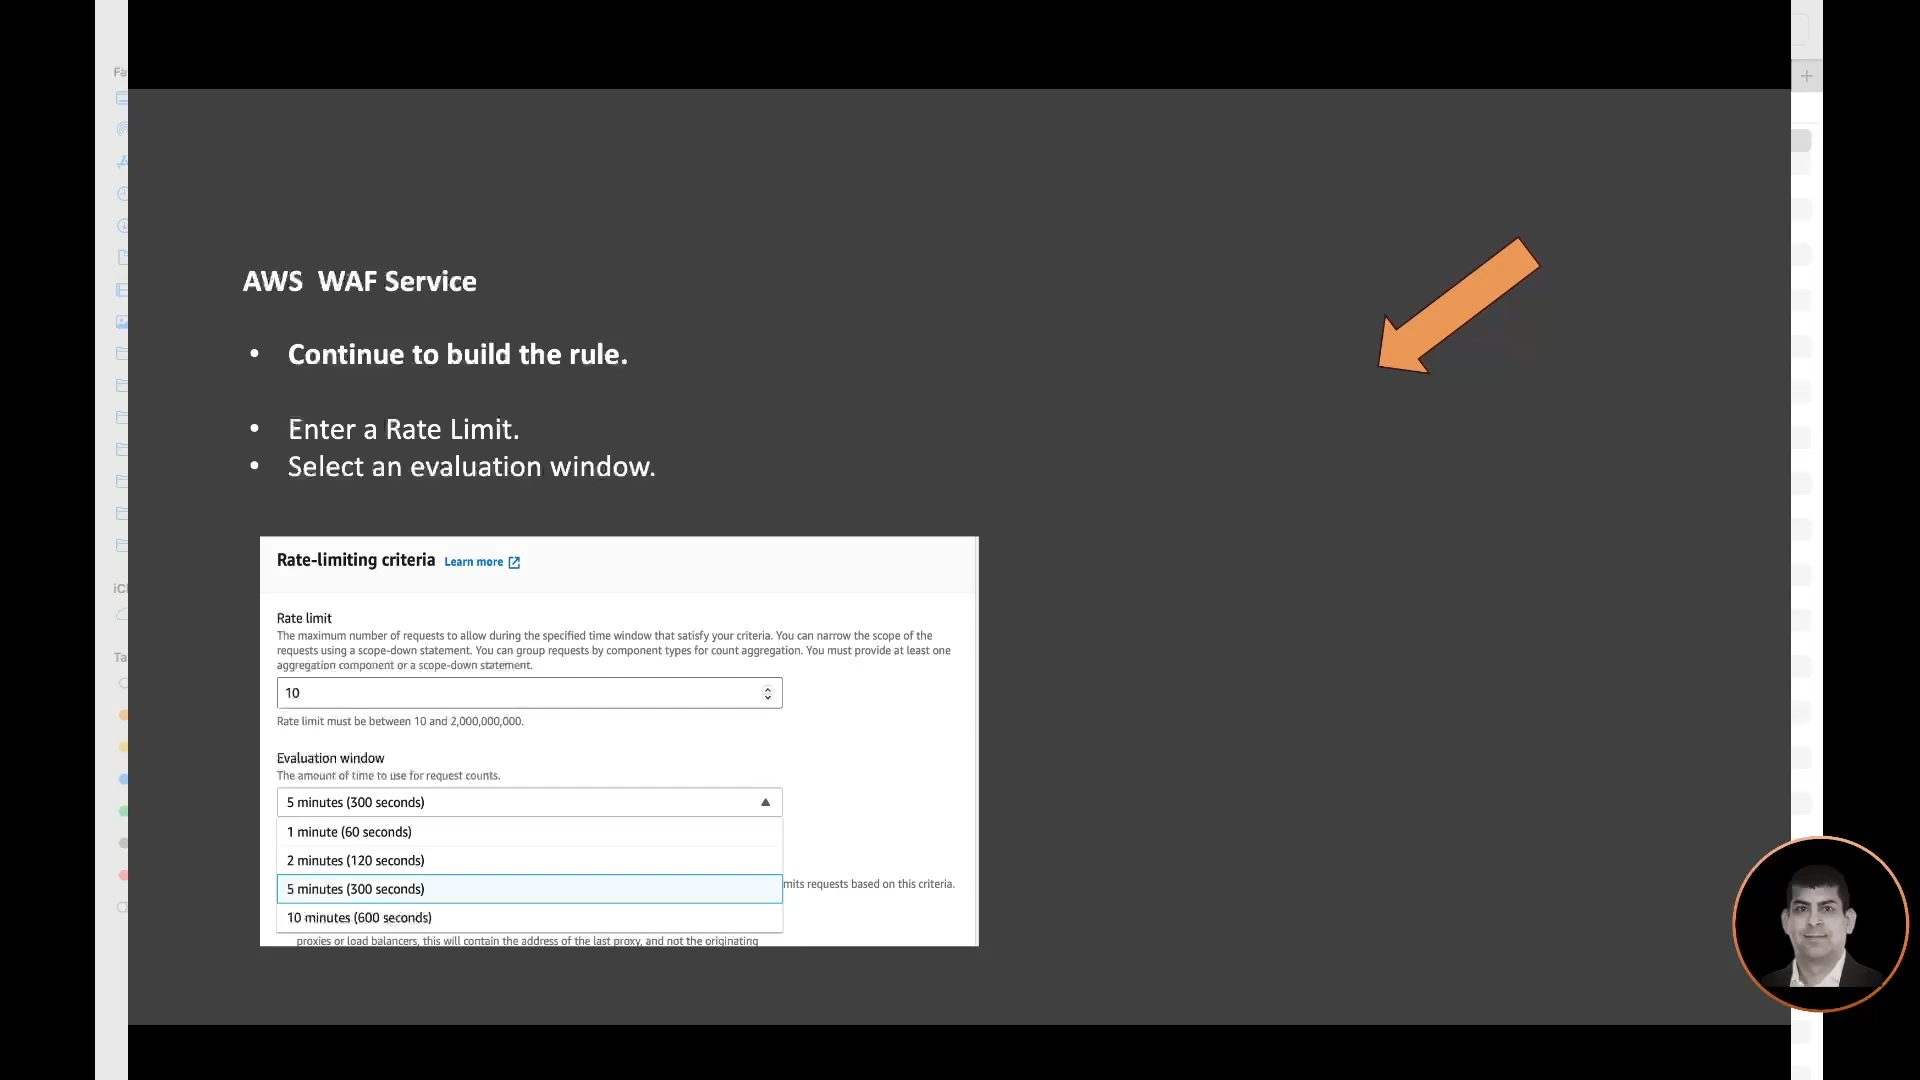 Fa
AWS  WAF Service
• Continue to build the rule.
• Enter a Rate Limit.
• Select an evaluation window.
Rate-limiting criteria Learn more
Rate limit
The maximum number of requests to allow during the specified time window that satisfy your criteria. You can narrow the scope of the
requests using a scope-down statement. You can group requests by component types for count aggregation. You must provide at least one
aggregation component or a scope-down statement.
10
Rate limit must be between 10 and 2,000,000,000.
Evaluation window
The amount of time to use for request counts.
5 minutes (300 seconds)
1 minute (60 seconds)
2 minutes (120 seconds)
5 minutes (300 seconds)
mits requests based on this criteria.
10 minutes (600 seconds)
proxies or load balancers, this will contain the address of the last proxy, and not the originating
iCl
Ta